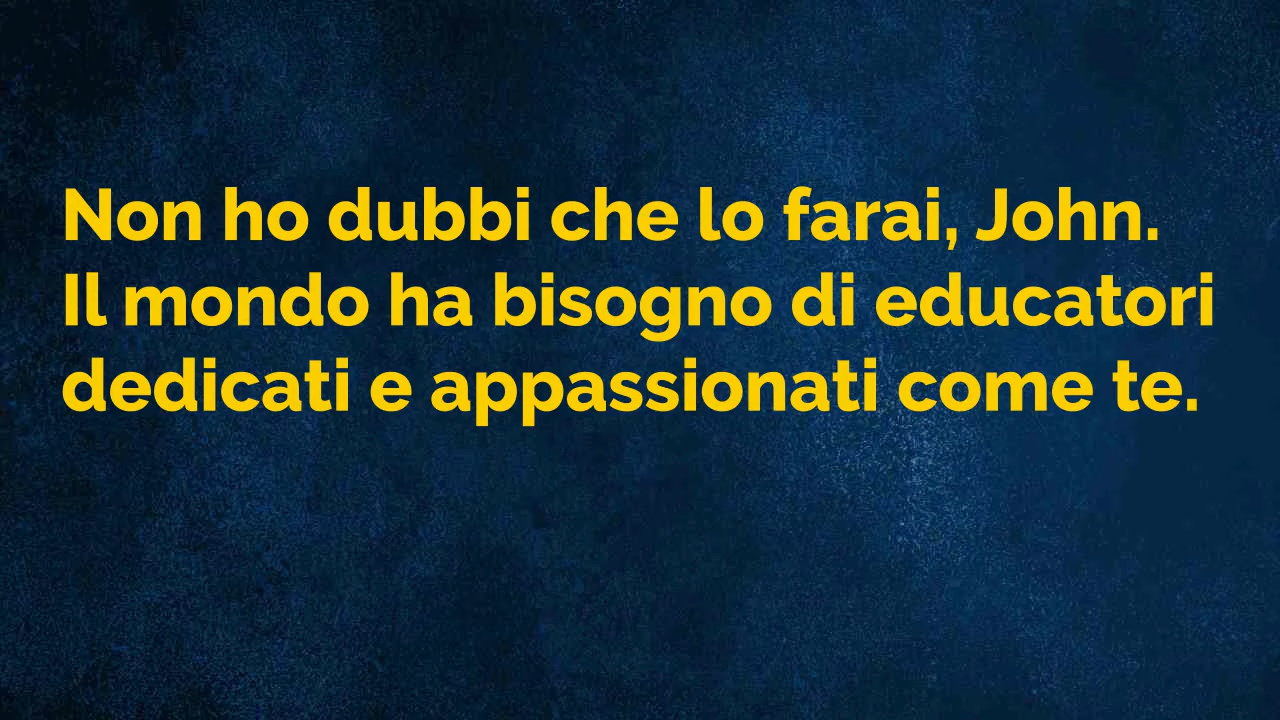 Non ho dubbi che lo farai, John.
Il mondo ha bisogno di educatori
dedicati e appassionati come te.